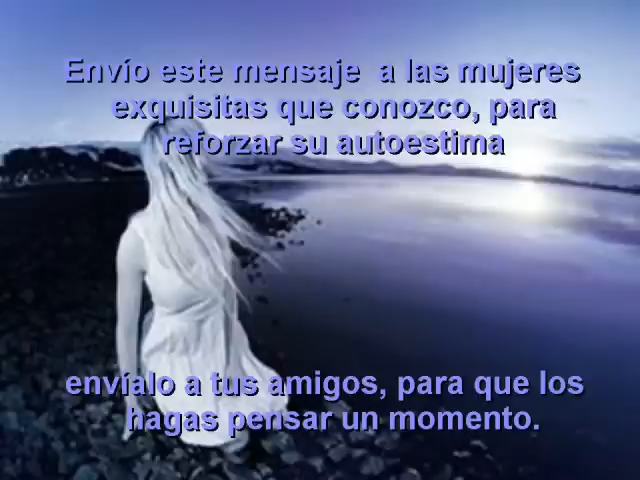 Envío este mensaje a las mujeres
exquisitas que conozco, para
reforzar su autoestima
envíalo a tus amigos, para que los
hagas pensar un momento.